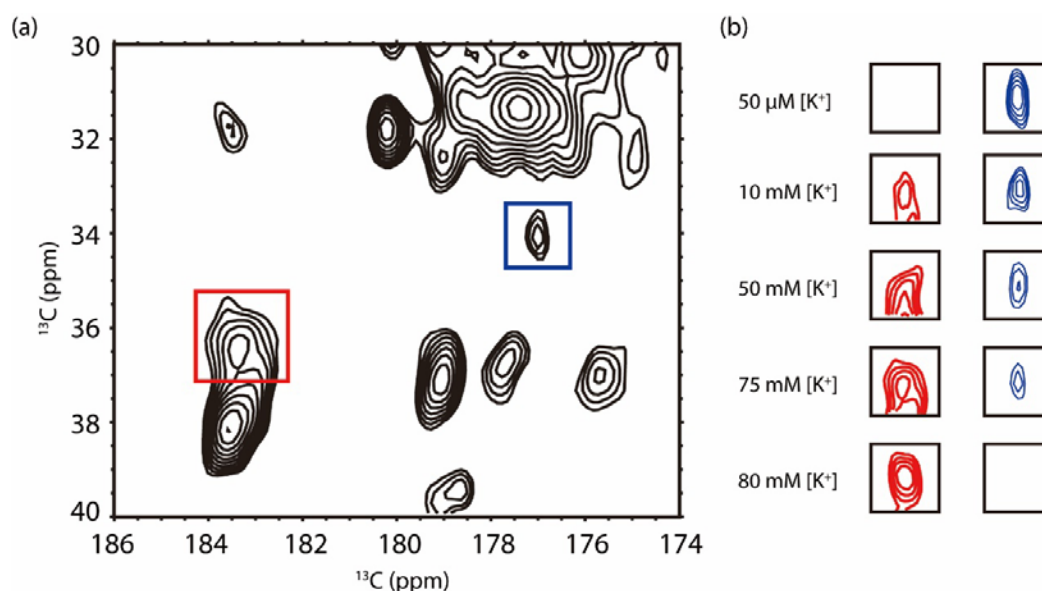 (a)
30
32
34
36
38
40
¹³C (ppm)
186 184 182 180 178 176 174
¹³C (ppm)
(b)
50 µM [K⁺]
10 mM [K⁺]
50 mM [K⁺]
75 mM [K⁺]
80 mM [K⁺]